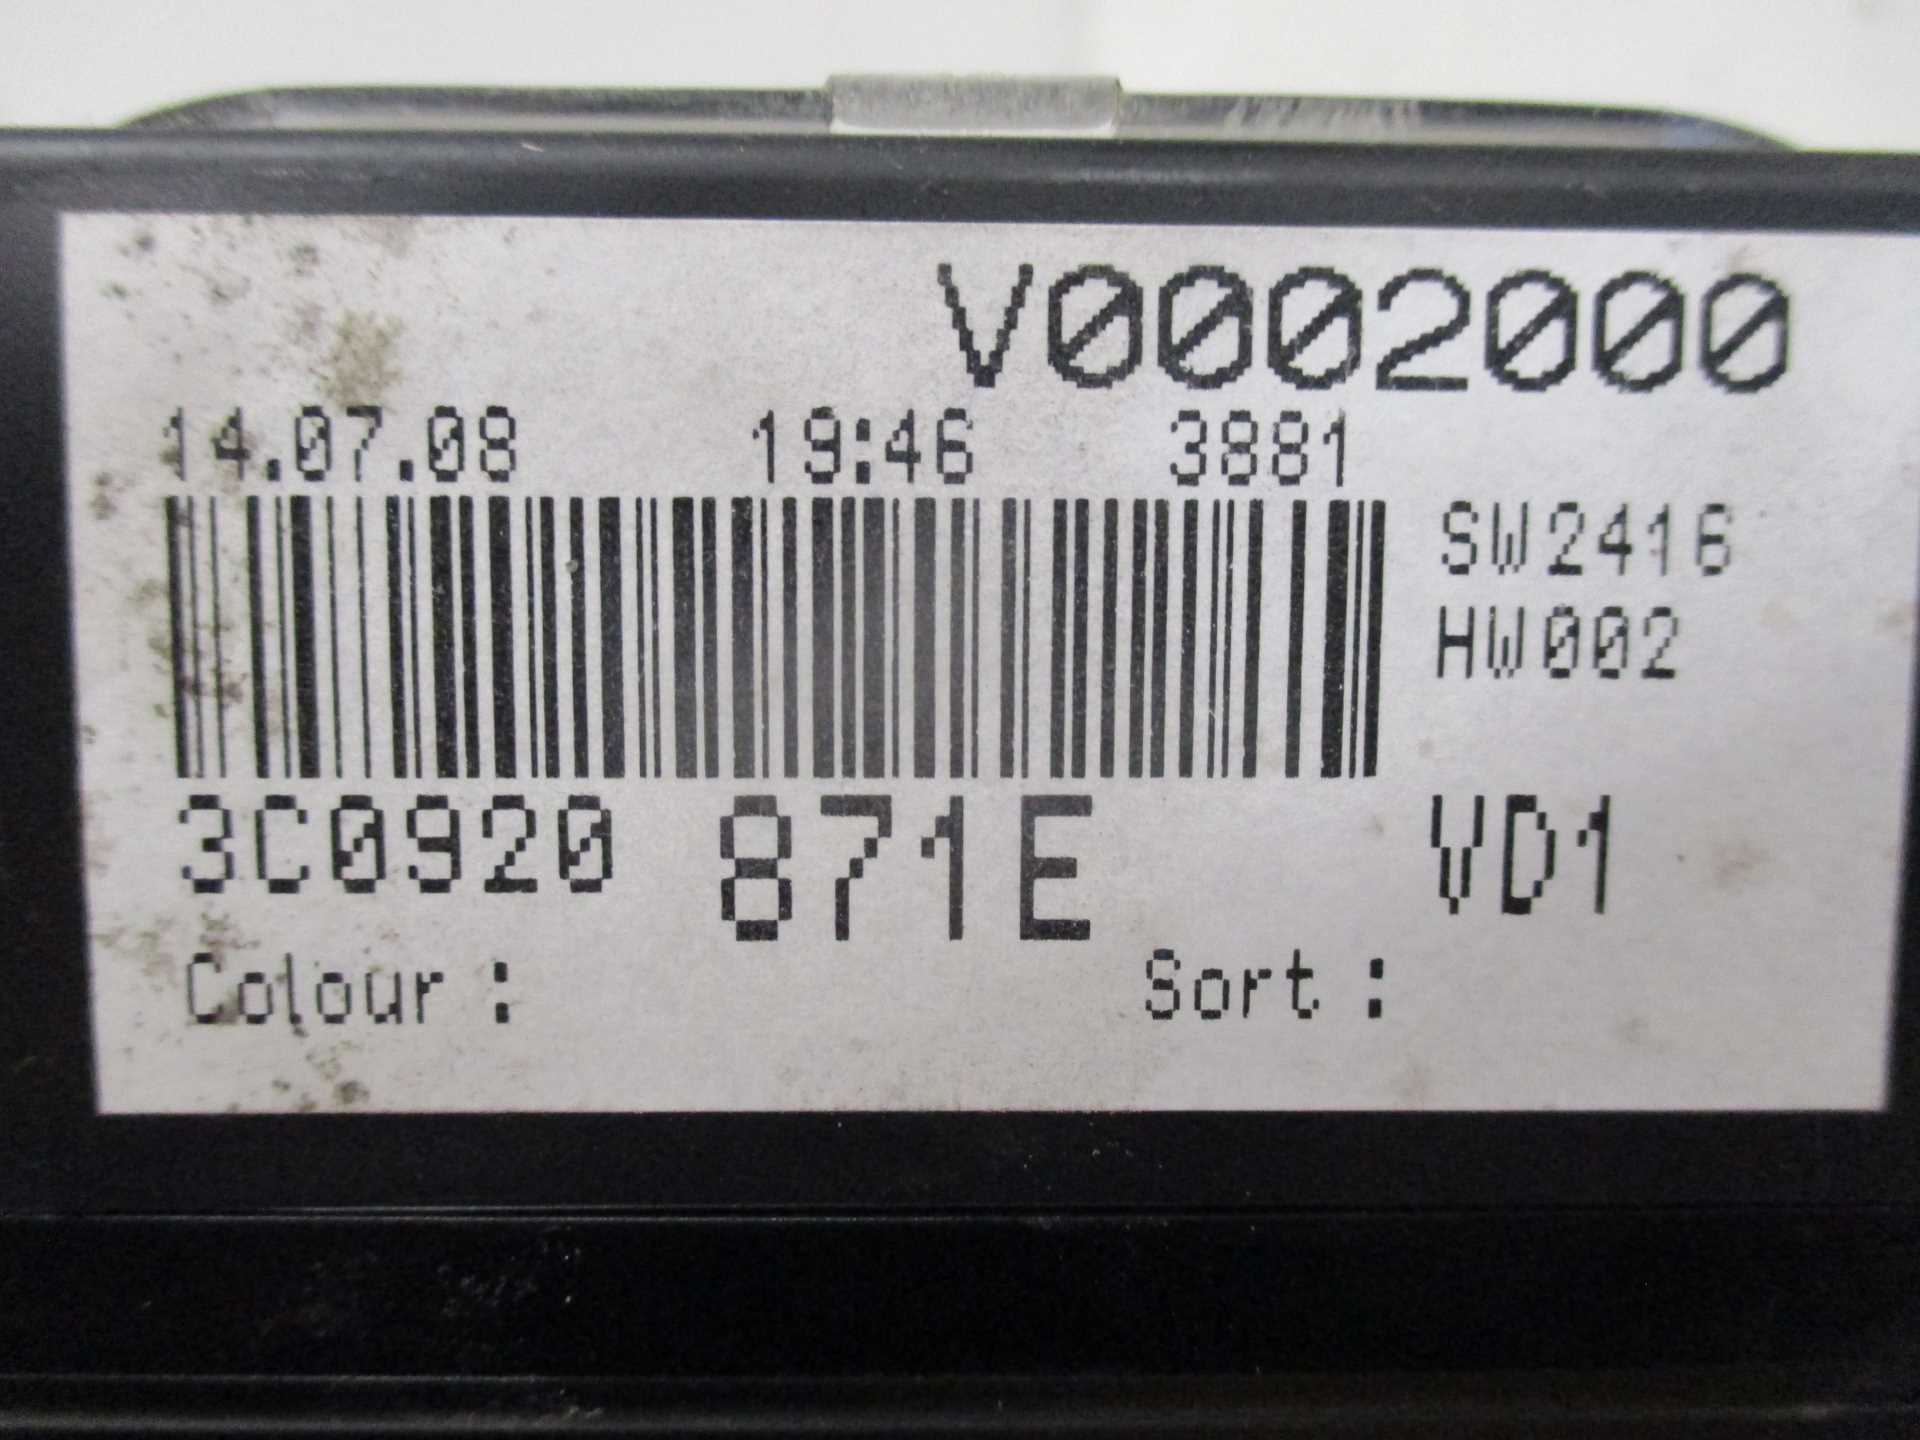 V0002000
14.07.08 19:46 3881
SW2416
HW002
3C0920 871E VD1
Colour : Sort :